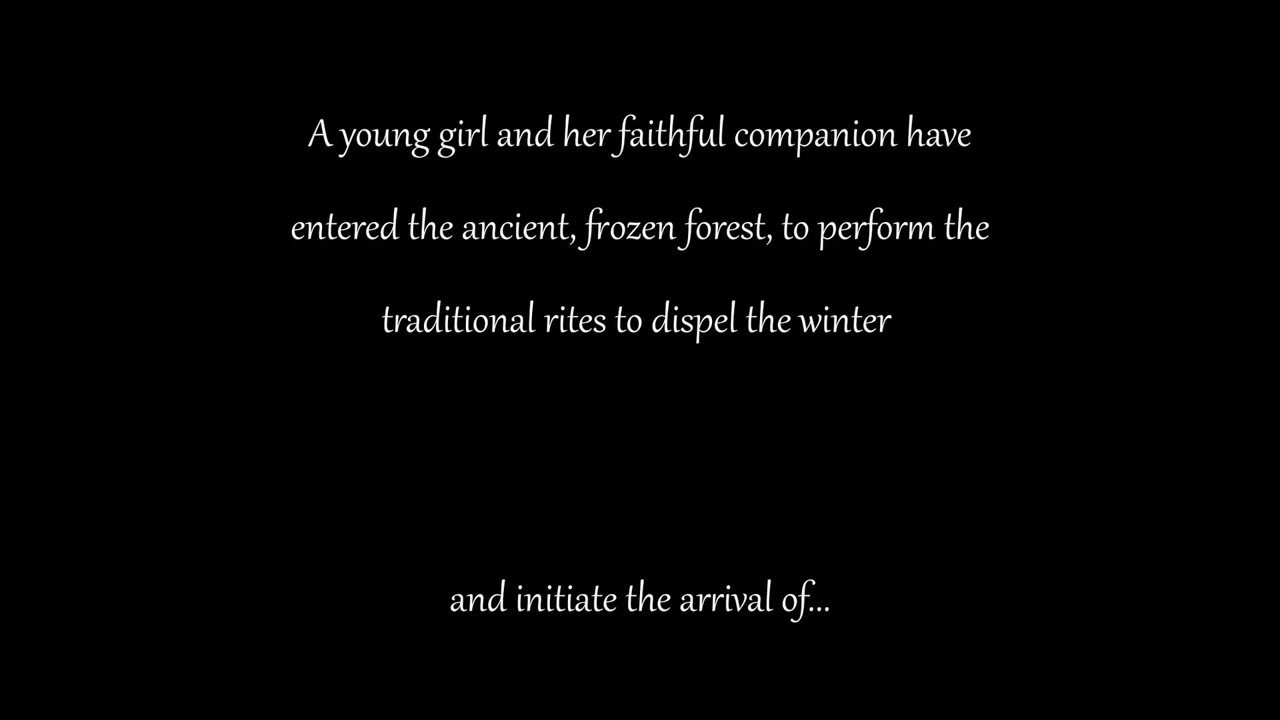 A young girl and her faithful companion have
entered the ancient, frozen forest, to perform the
traditional rites to dispel the winter
and initiate the arrival of...